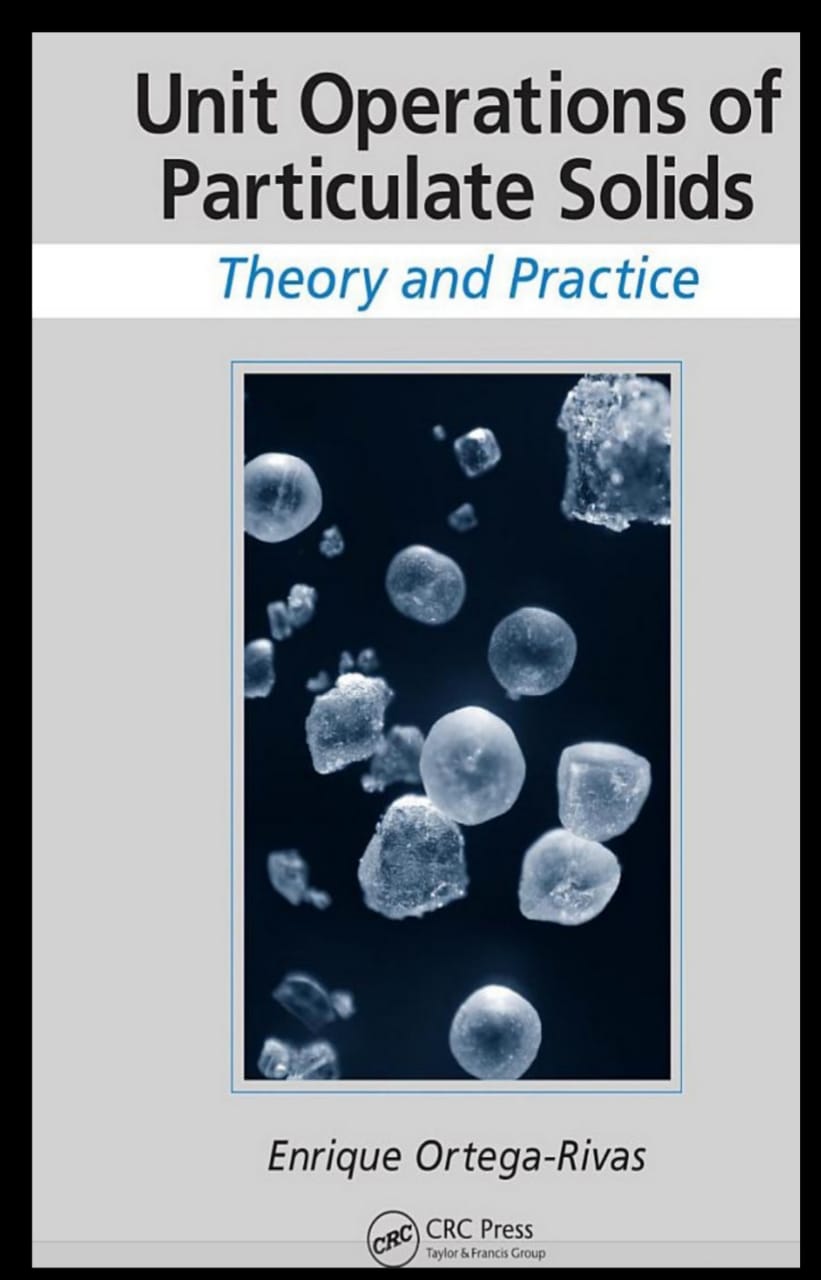 Unit Operations of
Particulate Solids
Theory and Practice
Enrique Ortega-Rivas
CRC
CRC Press
Taylor & Francis Group